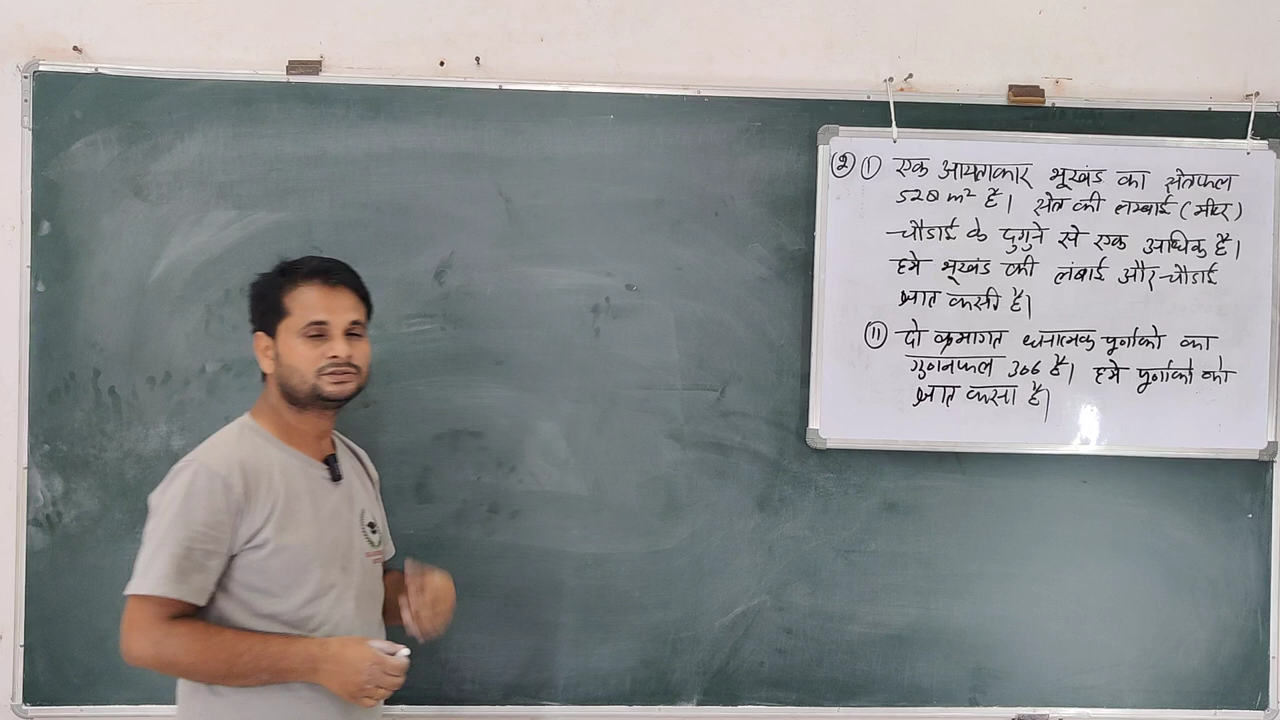 (2) (i) एक आयताकार भूखंड का क्षेत्रफल
528 m² है। क्षेत्र की लम्बाई (मीटर)
चौडाई के दुगुने से एक अधिक है।
हमे भूखंड की लंबाई और चौडाई
ज्ञात करनी है।
(ii) दो क्रमागत धनात्मक पूर्णांको का
गुणनफल 306 है। हमे पूर्णांको को
ज्ञात करना है।